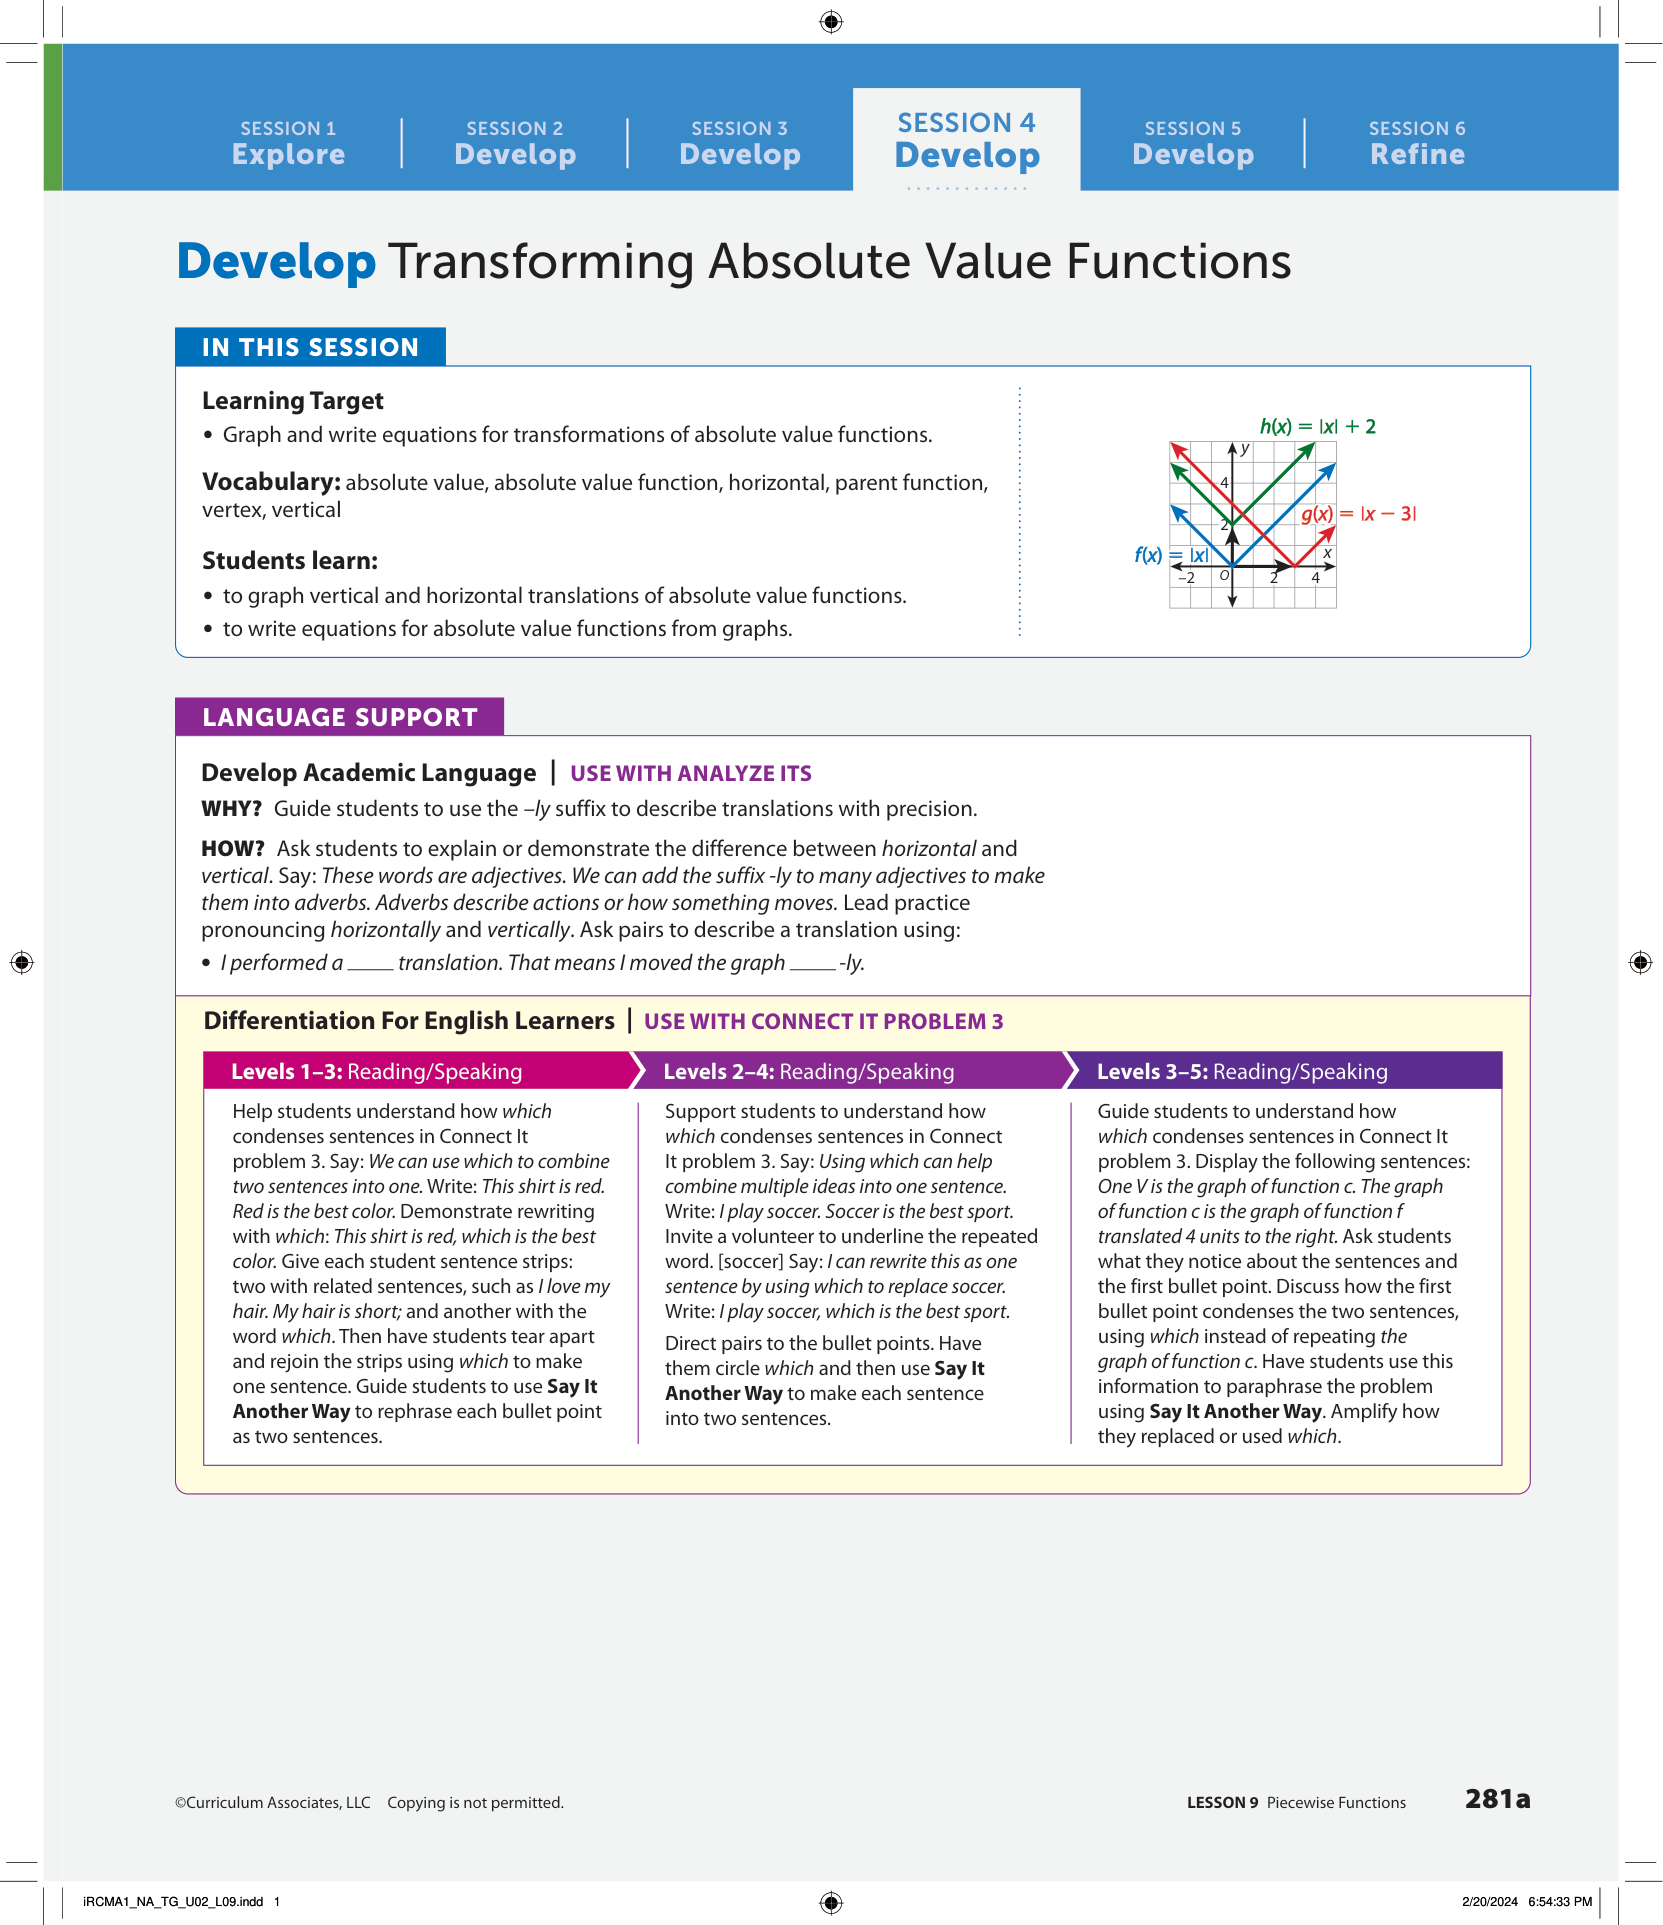 SESSION 1
Explore
SESSION 2
Develop
SESSION 3
Develop
SESSION 4
Develop
SESSION 5
Develop
SESSION 6
Refine
Develop Transforming Absolute Value Functions
IN THIS SESSION
Learning Target
• Graph and write equations for transformations of absolute value functions.
Vocabulary: absolute value, absolute value function, horizontal, parent function,
vertex, vertical
Students learn:
• to graph vertical and horizontal translations of absolute value functions.
• to write equations for absolute value functions from graphs.
h(x) = |x| + 2
y
4
g(x) = |x − 3|
2
f(x) = |x|
x
–2
O
2
4
LANGUAGE SUPPORT
Develop Academic Language | USE WITH ANALYZE ITS
WHY? Guide students to use the –ly suffix to describe translations with precision.
HOW? Ask students to explain or demonstrate the difference between horizontal and
vertical. Say: These words are adjectives. We can add the suffix -ly to many adjectives to make
them into adverbs. Adverbs describe actions or how something moves. Lead practice
pronouncing horizontally and vertically. Ask pairs to describe a translation using:
• I performed a ____ translation. That means I moved the graph ____ -ly.
Differentiation For English Learners | USE WITH CONNECT IT PROBLEM 3
Levels 1–3: Reading/Speaking
Help students understand how which
condenses sentences in Connect It
problem 3. Say: We can use which to combine
two sentences into one. Write: This shirt is red.
Red is the best color. Demonstrate rewriting
with which: This shirt is red, which is the best
color. Give each student sentence strips:
two with related sentences, such as I love my
hair. My hair is short; and another with the
word which. Then have students tear apart
and rejoin the strips using which to make
one sentence. Guide students to use Say It
Another Way to rephrase each bullet point
as two sentences.
Levels 2–4: Reading/Speaking
Support students to understand how
which condenses sentences in Connect
It problem 3. Say: Using which can help
combine multiple ideas into one sentence.
Write: I play soccer. Soccer is the best sport.
Invite a volunteer to underline the repeated
word. [soccer] Say: I can rewrite this as one
sentence by using which to replace soccer.
Write: I play soccer, which is the best sport.
Direct pairs to the bullet points. Have
them circle which and then use Say It
Another Way to make each sentence
into two sentences.
Levels 3–5: Reading/Speaking
Guide students to understand how
which condenses sentences in Connect It
problem 3. Display the following sentences:
One V is the graph of function c. The graph
of function c is the graph of function f
translated 4 units to the right. Ask students
what they notice about the sentences and
the first bullet point. Discuss how the first
bullet point condenses the two sentences,
using which instead of repeating the
graph of function c. Have students use this
information to paraphrase the problem
using Say It Another Way. Amplify how
they replaced or used which.
©Curriculum Associates, LLC Copying is not permitted.
LESSON 9 Piecewise Functions 281a
iRCMA1_NA_TG_U02_L09.indd 1
2/20/2024 6:54:33 PM